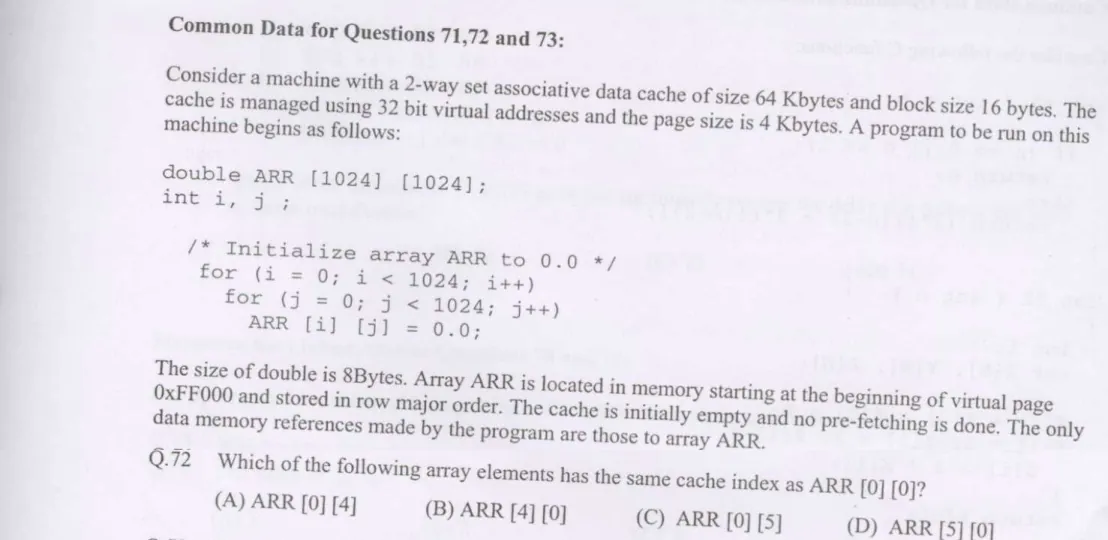 Common Data for Questions 71,72 and 73:
Consider a machine with a 2-way set associative data cache of size 64 Kbytes and block size 16 bytes. The
cache is managed using 32 bit virtual addresses and the page size is 4 Kbytes. A program to be run on this
machine begins as follows:
double ARR [1024] [1024];
int i, j ;
/* Initialize array ARR to 0.0 */
for (i = 0; i < 1024; i++)
for (j = 0; j < 1024; j++)
ARR [i] [j] = 0.0;
The size of double is 8Bytes. Array ARR is located in memory starting at the beginning of virtual page
0xFF000 and stored in row major order. The cache is initially empty and no pre-fetching is done. The only
data memory references made by the program are those to array ARR.
Q.72 Which of the following array elements has the same cache index as ARR [0] [0]?
(A) ARR [0] [4] (B) ARR [4] [0] (C) ARR [0] [5] (D) ARR [5] [0]